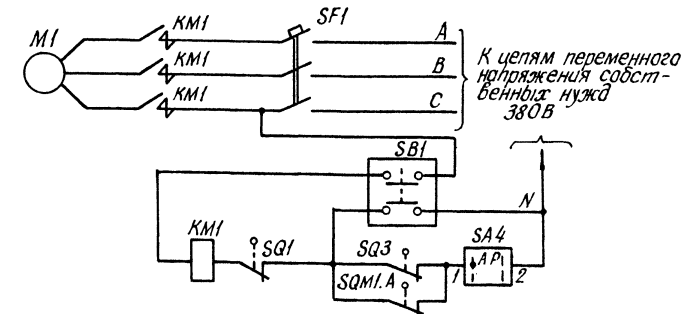 M1
KM1
KM1
KM1
SF1
A
B
C
К цепям переменного
напряжения собст-
венных нужд
380В
SB1
N
KM1
SQ1
SQ3
SQM1.A
SA4
1
A P
2